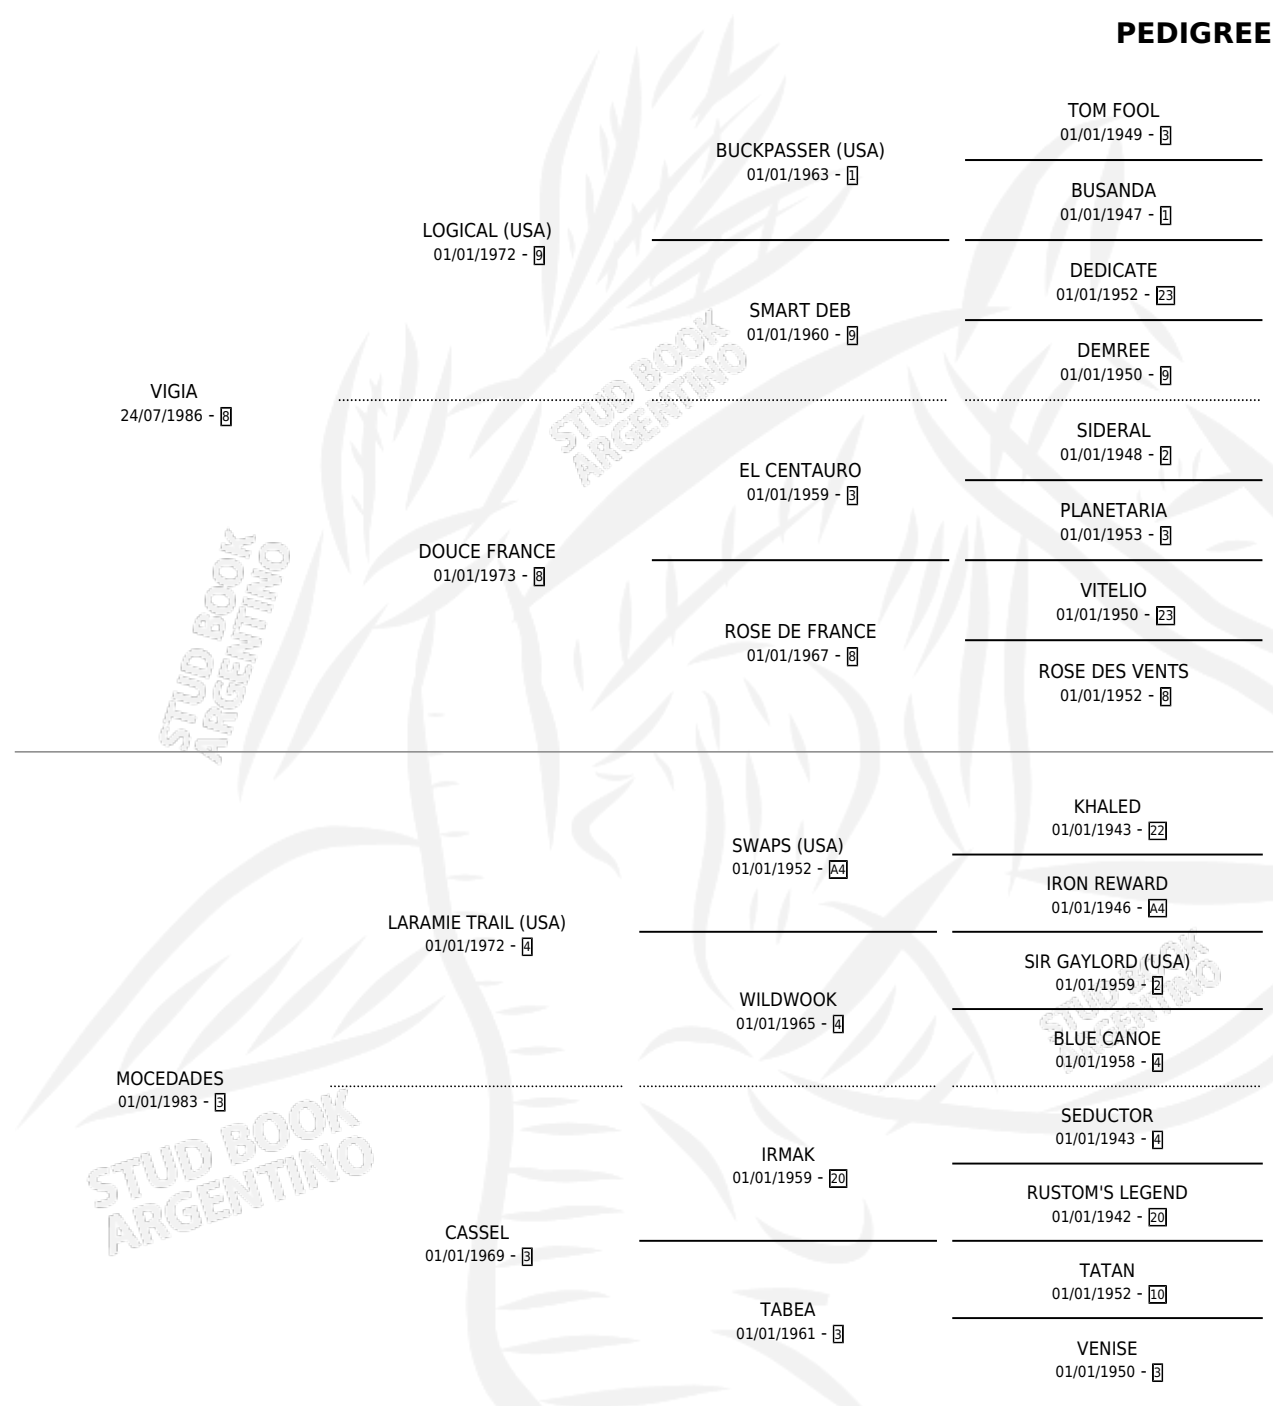 PEDIGREE
TOM FOOL
01/01/1949 - 3
BUCKPASSER (USA)
01/01/1963 - 1
BUSANDA
01/01/1947 - 1
LOGICAL (USA)
01/01/1972 - 9
DEDICATE
01/01/1952 - 23
SMART DEB
01/01/1960 - 9
DEMREE
01/01/1950 - 9
VIGIA
24/07/1986 - 8
SIDERAL
01/01/1948 - 2
EL CENTAURO
01/01/1959 - 3
PLANETARIA
01/01/1953 - 3
DOUCE FRANCE
01/01/1973 - 8
VITELIO
01/01/1950 - 23
ROSE DE FRANCE
01/01/1967 - 8
ROSE DES VENTS
01/01/1952 - 8
KHALED
01/01/1943 - 22
SWAPS (USA)
01/01/1952 - A4
IRON REWARD
01/01/1946 - A4
LARAMIE TRAIL (USA)
01/01/1972 - 4
SIR GAYLORD (USA)
01/01/1959 - 2
WILDWOOK
01/01/1965 - 4
BLUE CANOE
01/01/1958 - 4
MOCEDADES
01/01/1983 - 3
SEDUCTOR
01/01/1943 - 4
IRMAK
01/01/1959 - 20
RUSTOM'S LEGEND
01/01/1942 - 20
CASSEL
01/01/1969 - 3
TATAN
01/01/1952 - 10
TABEA
01/01/1961 - 3
VENISE
01/01/1950 - 3
STUD BOOK
ARGENTINO
STUD BOOK
ARGENTINO
STUD BOOK
ARGENTINO
STUD BOOK
ARGENTINO